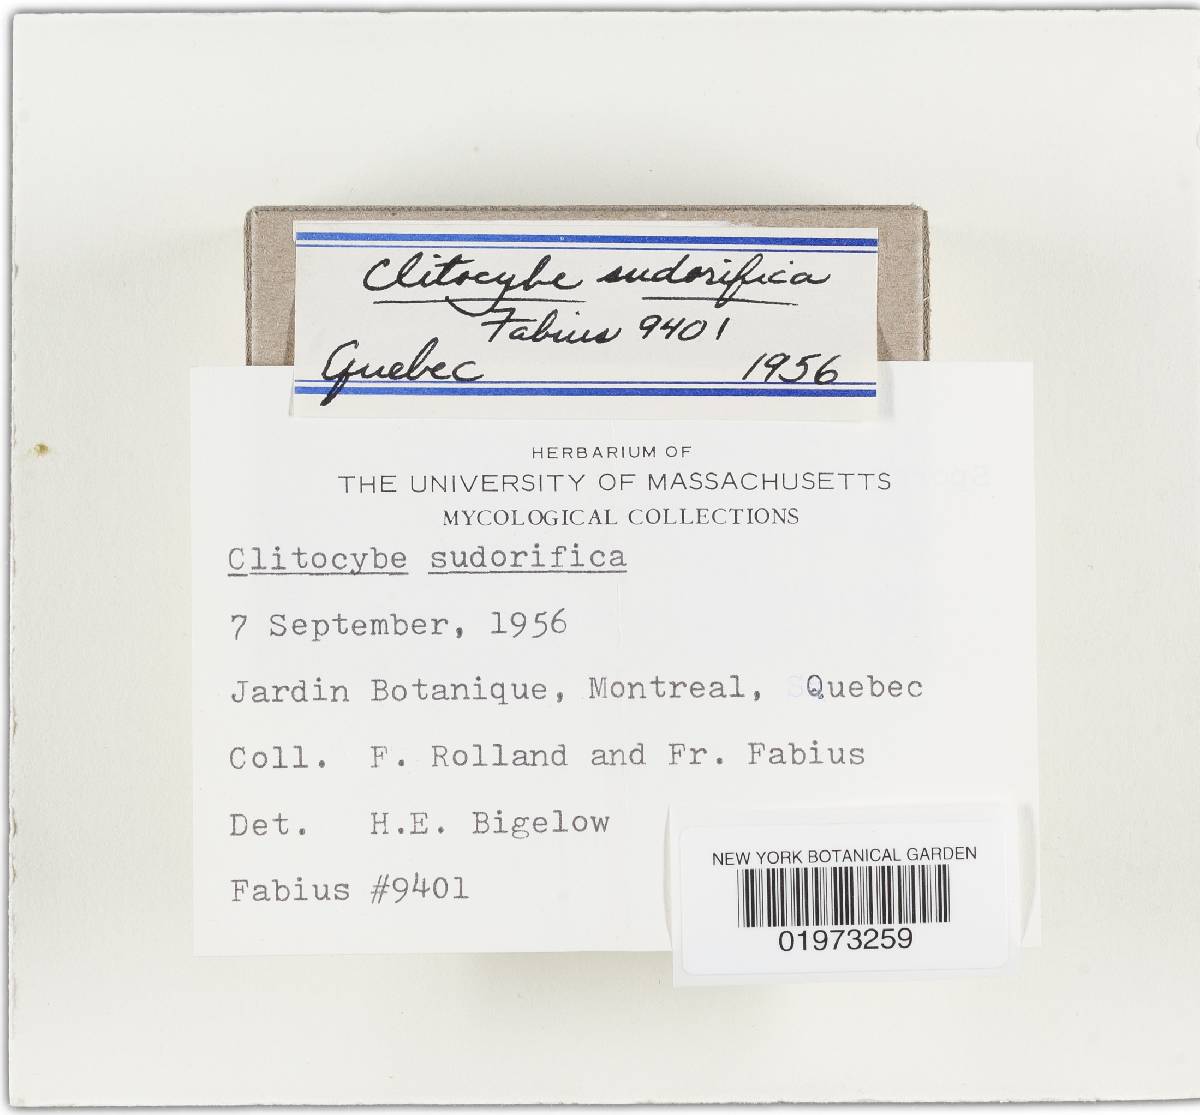 Clitocybe sudorifica
Fabius 9401
Quebec 1956
HERBARIUM OF
THE UNIVERSITY OF MASSACHUSETTS
MYCOLOGICAL COLLECTIONS
Clitocybe sudorifica
7 September, 1956
Jardin Botanique, Montreal, Quebec
Coll. F. Rolland and Fr. Fabius
Det. H.E. Bigelow
Fabius #9401
NEW YORK BOTANICAL GARDEN
01973259